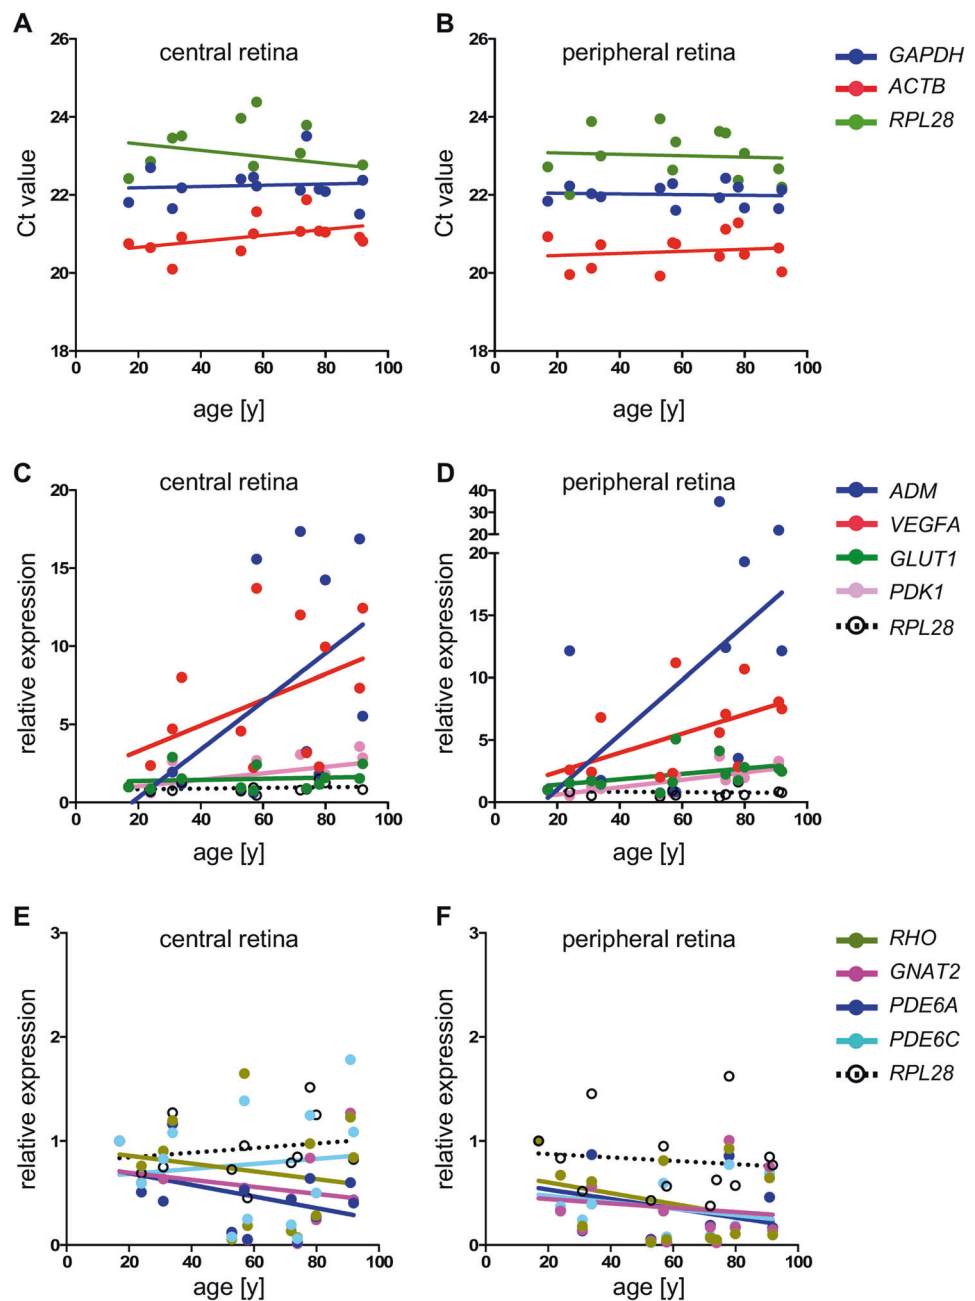 A
central retina
26
24
22
20
18
Ct value
0
20
40
60
80
100
age [y]
B
peripheral retina
26
24
22
20
18
Ct value
0
20
40
60
80
100
age [y]
GAPDH
ACTB
RPL28
C
central retina
20
15
10
5
0
relative expression
0
20
40
60
80
100
age [y]
D
peripheral retina
40
30
20
20
15
10
5
0
relative expression
0
20
40
60
80
100
age [y]
ADM
VEGFA
GLUT1
PDK1
RPL28
E
central retina
3
2
1
0
relative expression
0
20
40
60
80
100
age [y]
F
peripheral retina
3
2
1
0
relative expression
0
20
40
60
80
100
age [y]
RHO
GNAT2
PDE6A
PDE6C
RPL28